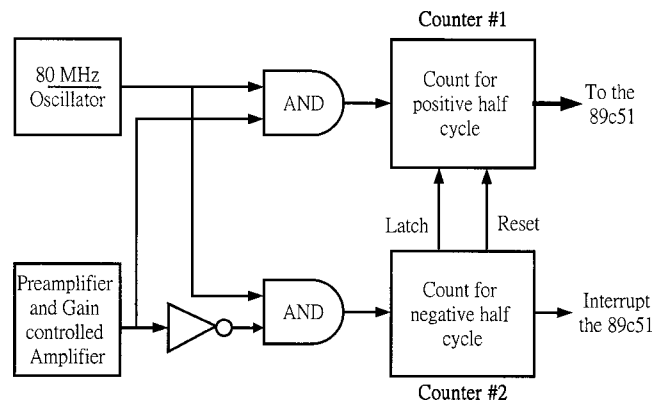 Counter #1
80 MHz
Oscillator
AND
Count for
positive half
cycle
To the
89c51
Latch
Reset
Preamplifier
and Gain
controlled
Amplifier
AND
Count for
negative half
cycle
Interrupt
the 89c51
Counter #2